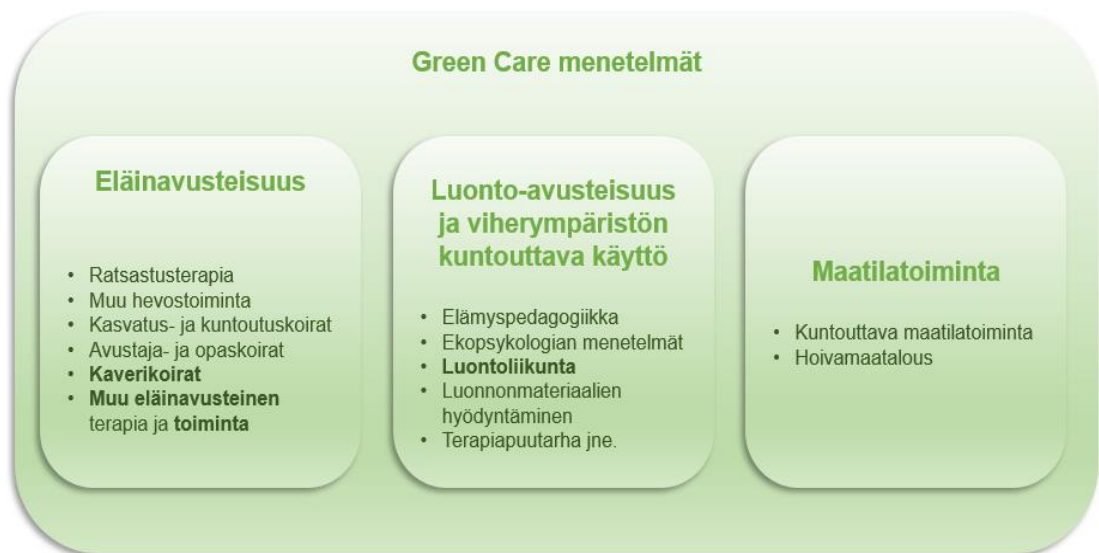 Green Care menetelmät
Eläinavusteisuus
• Ratsastusterapia
• Muu hevostoiminta
• Kasvatus- ja kuntoutuskoirat
• Avustaja- ja opaskoirat
• Kaverikoirat
• Muu eläinavusteinen
terapia ja toiminta
Luonto-avusteisuus
ja viherympäristön
kuntouttava käyttö
• Elämyspedagogiikka
• Ekopsykologian menetelmät
• Luontoliikunta
• Luonnonmateriaalien
hyödyntäminen
• Terapiapuutarha jne.
Maatilatoiminta
• Kuntouttava maatilatoiminta
• Hoivamaatalous